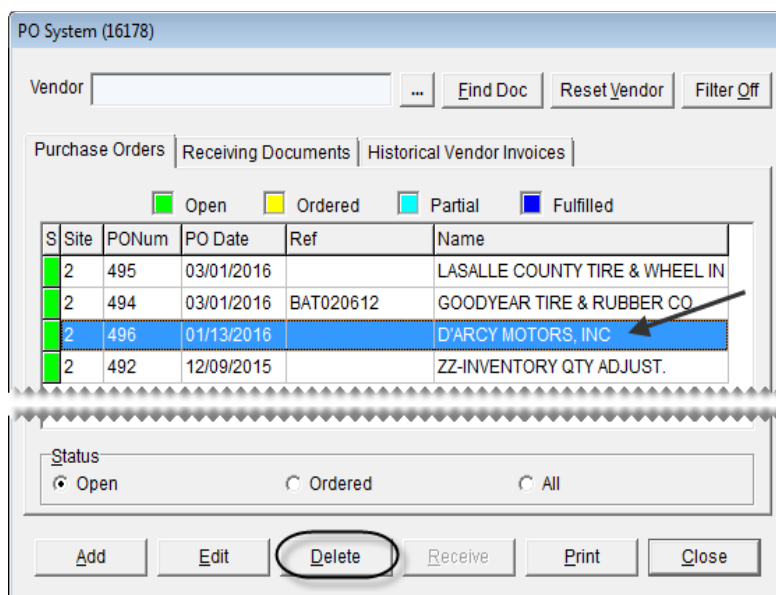 PO System (16178)
Vendor ... Find Doc Reset Vendor Filter Off
Purchase Orders Receiving Documents Historical Vendor Invoices
Open Ordered Partial Fulfilled
S Site PONum PO Date Ref Name
2 495 03/01/2016 LASALLE COUNTY TIRE & WHEEL IN
2 494 03/01/2016 BAT020612 GOODYEAR TIRE & RUBBER CO
2 496 01/13/2016 D'ARCY MOTORS, INC
2 492 12/09/2015 ZZ-INVENTORY QTY ADJUST.
Status
Open Ordered All
Add Edit Delete Receive Print Close